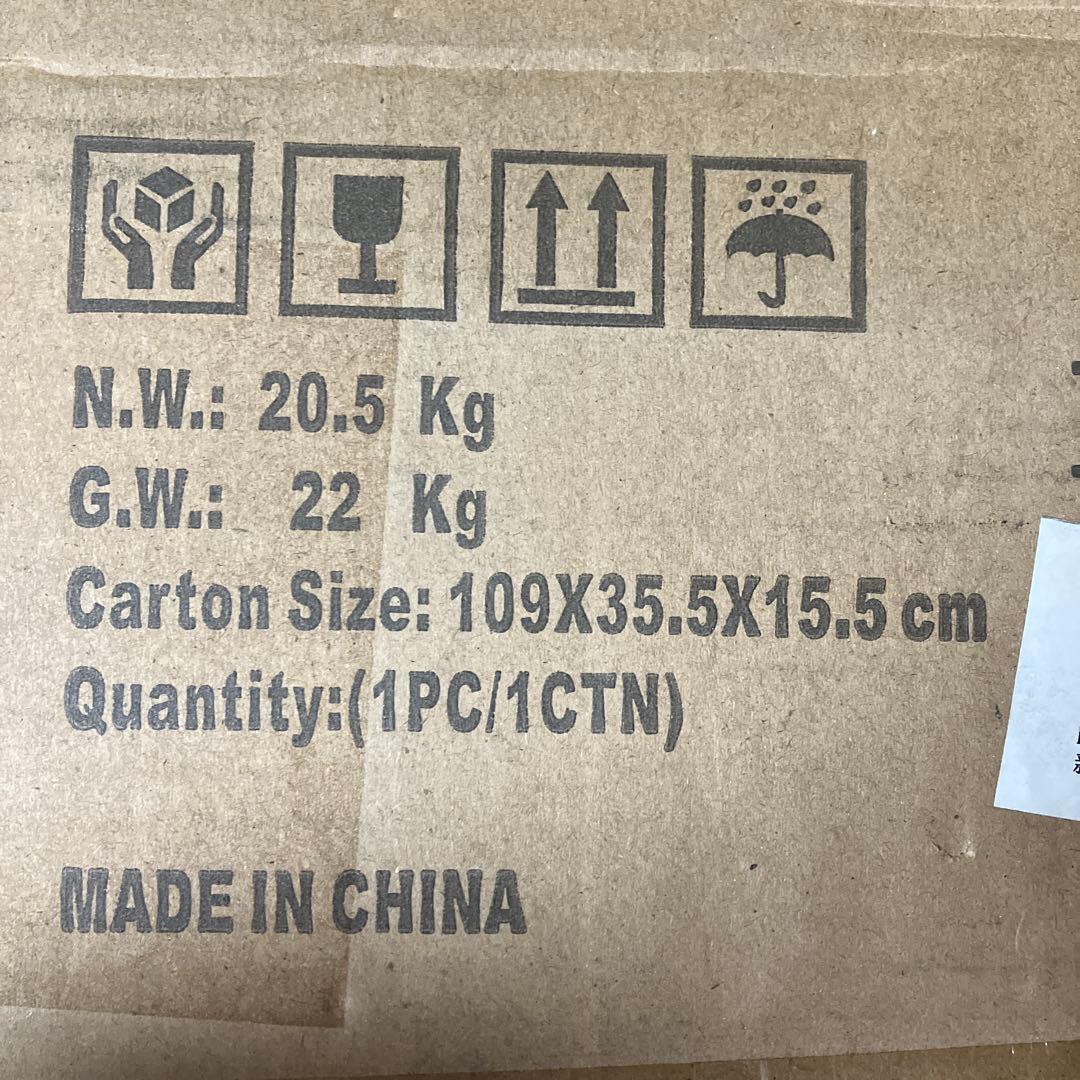 N.W.: 20.5 Kg
G.W.: 22 Kg
Carton Size: 109X35.5X15.5 cm
Quantity:(1PC/1CTN)
MADE IN CHINA